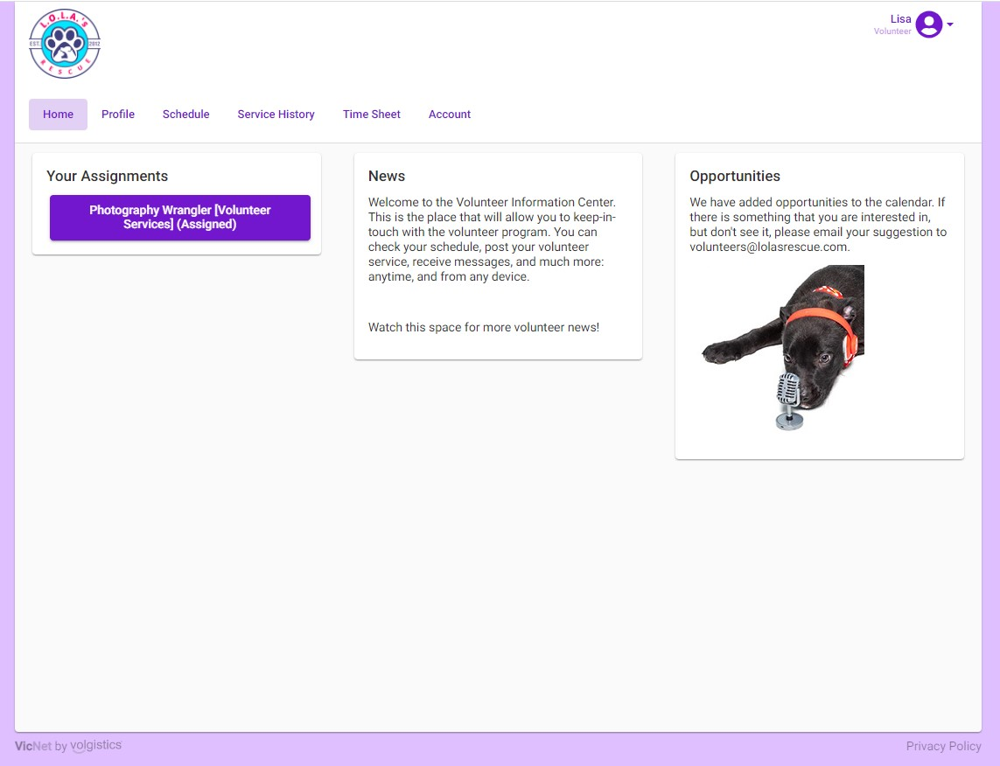 L.O.L.A.'s
EST. 2012
RESCUE
Lisa
Volunteer
Home Profile Schedule Service History Time Sheet Account
Your Assignments
Photography Wrangler [Volunteer
Services] (Assigned)
News
Welcome to the Volunteer Information Center.
This is the place that will allow you to keep-in-
touch with the volunteer program. You can
check your schedule, post your volunteer
service, receive messages, and much more:
anytime, and from any device.
Watch this space for more volunteer news!
Opportunities
We have added opportunities to the calendar. If
there is something that you are interested in,
but don't see it, please email your suggestion to
volunteers@lolasrescue.com.
VicNet by volgistics
Privacy Policy